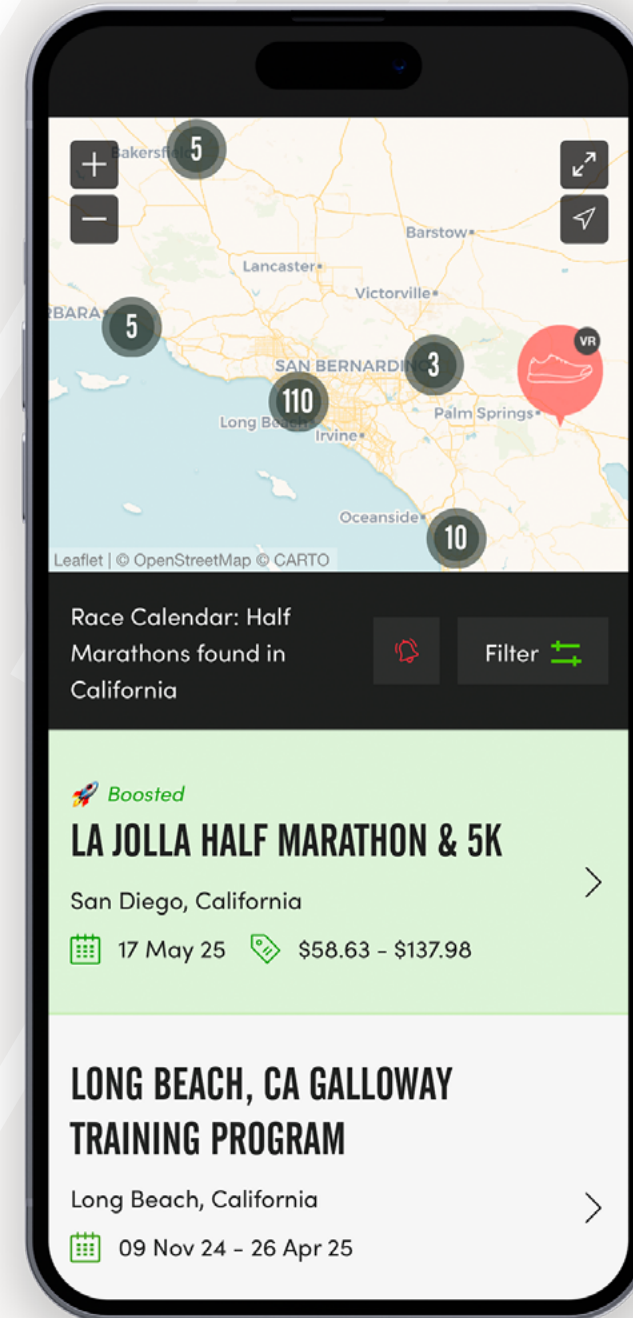 Bakersfi
5
+
−
Barstow
Lancaster
Victorville
BARA
5
VR
SAN BERNARDIN
3
110
Long Be
Palm Springs
Irvine
Oceanside
10
Leaflet | © OpenStreetMap © CARTO
Race Calendar: Half
Marathons found in
California
Filter
Boosted
LA JOLLA HALF MARATHON & 5K
San Diego, California
17 May 25 $58.63 - $137.98
LONG BEACH, CA GALLOWAY
TRAINING PROGRAM
Long Beach, California
09 Nov 24 - 26 Apr 25